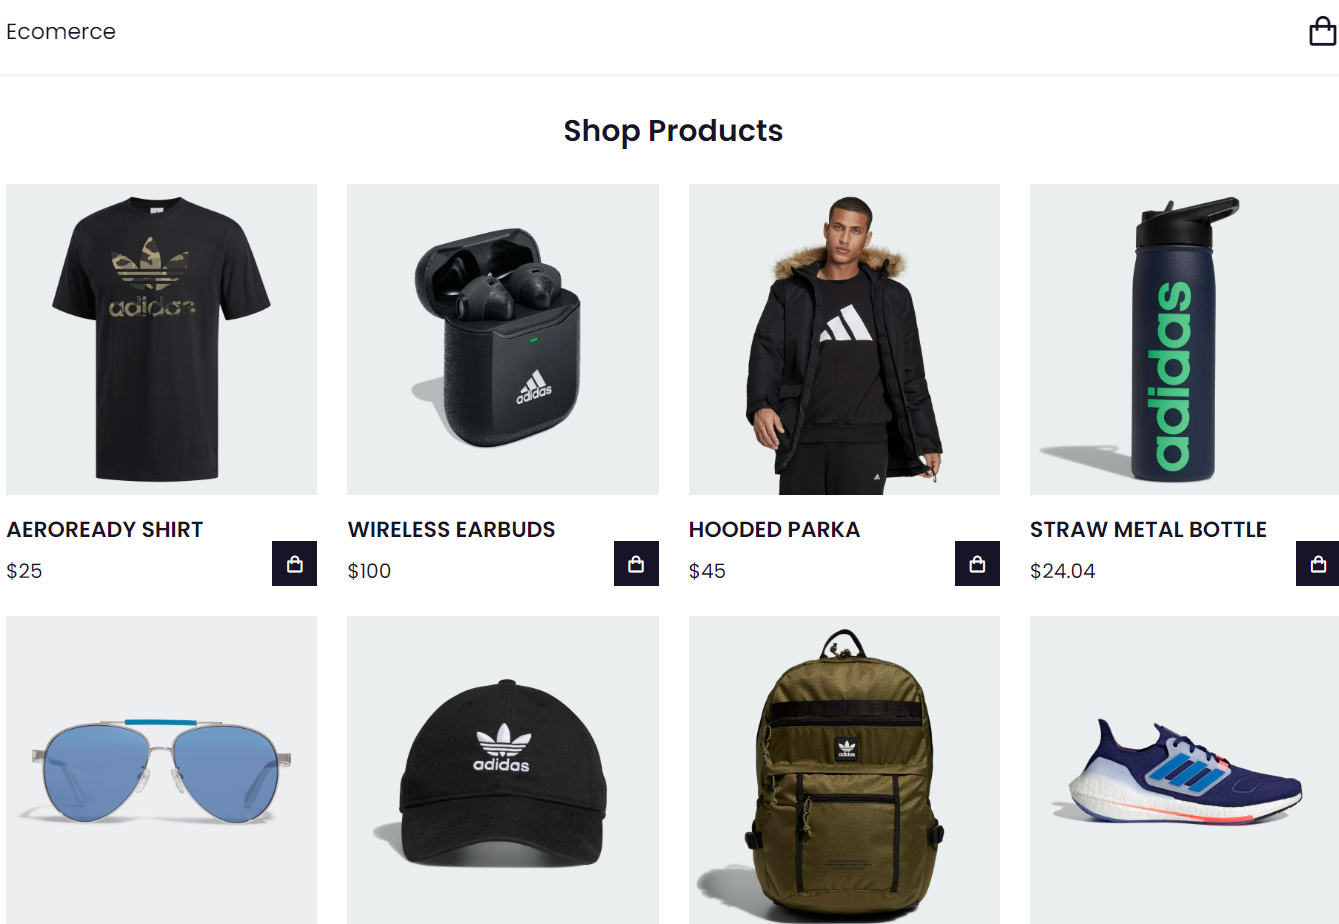 Ecomerce
Shop Products
adidas
adidas
adidas
AEROREADY SHIRT
WIRELESS EARBUDS
HOODED PARKA
STRAW METAL BOTTLE
$25
$100
$45
$24.04
adidas
adidas